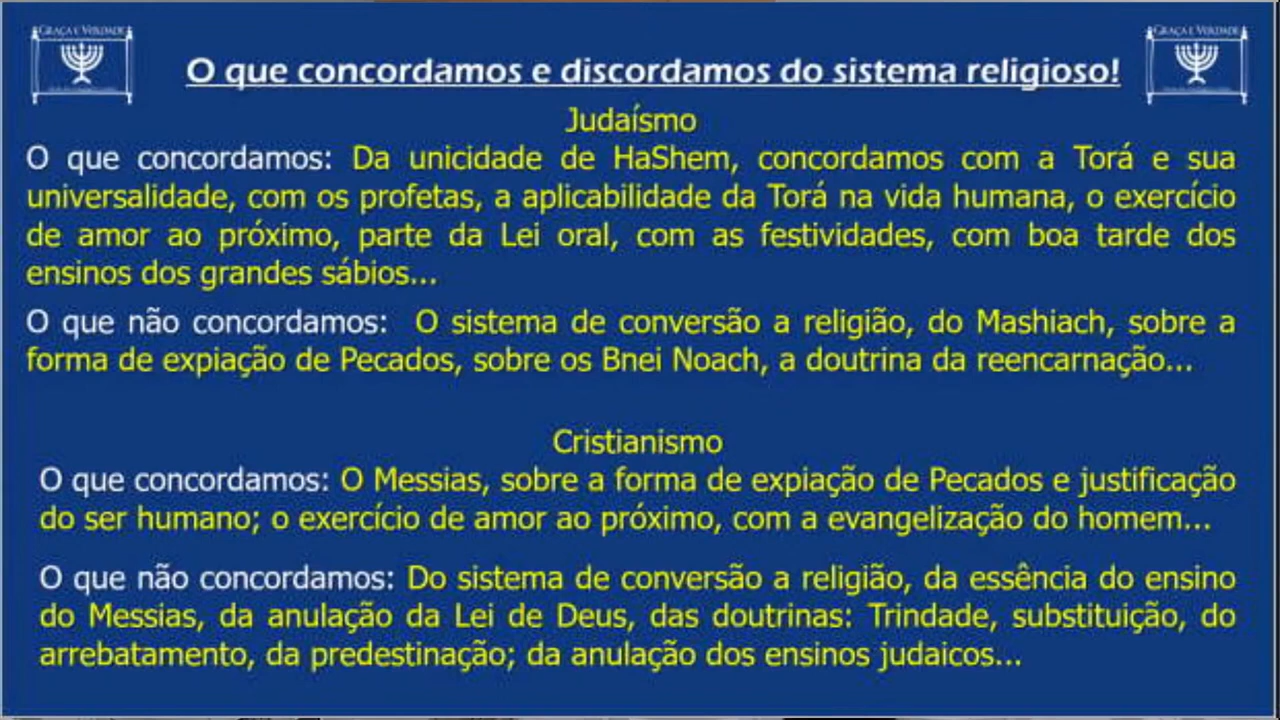 GRAÇA E VERDADE
GRAÇA E VERDADE
O que concordamos e discordamos do sistema religioso!
Judaísmo
O que concordamos: Da unicidade de HaShem, concordamos com a Torá e sua
universalidade, com os profetas, a aplicabilidade da Torá na vida humana, o exercício
de amor ao próximo, parte da Lei oral, com as festividades, com boa tarde dos
ensinos dos grandes sábios...
O que não concordamos: O sistema de conversão a religião, do Mashiach, sobre a
forma de expiação de Pecados, sobre os Bnei Noach, a doutrina da reencarnação...
Cristianismo
O que concordamos: O Messias, sobre a forma de expiação de Pecados e justificação
do ser humano; o exercício de amor ao próximo, com a evangelização do homem...
O que não concordamos: Do sistema de conversão a religião, da essência do ensino
do Messias, da anulação da Lei de Deus, das doutrinas: Trindade, substituição, do
arrebatamento, da predestinação; da anulação dos ensinos judaicos...